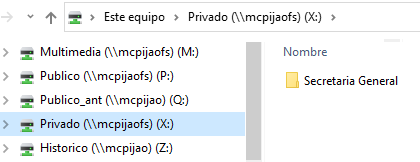 Este equipo > Privado (\\mcpijaofs) (X:) >
Multimedia (\\mcpijaofs) (M:)
Nombre
Publico (\\mcpijaofs) (P:)
Publico_ant (\\mcpijao) (Q:)
Secretaria General
Privado (\\mcpijaofs) (X:)
Historico (\\mcpijao) (Z:)